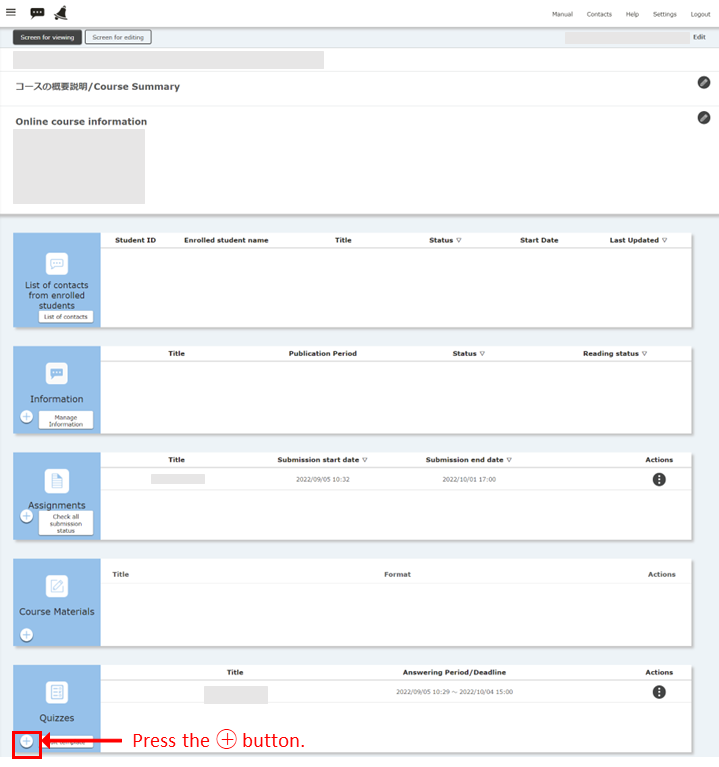 Manual Contacts Help Settings Logout
Screen for viewing Screen for editing Edit
コースの概要説明/Course Summary
Online course information
Student ID Enrolled student name Title Status ▽ Start Date Last Updated ▽
List of contacts
from enrolled
students
List of contacts
Title Publication Period Status ▽ Reading status ▽
Information
Manage
Information
Title Submission start date ▽ Submission end date ▽ Actions
2022/09/05 10:32 2022/10/01 17:00
Assignments
Check all
submission
status
Title Format Actions
Course Materials
Title Answering Period/Deadline Actions
2022/09/05 10:29 ～ 2022/10/04 15:00
Quizzes
Press the ⊕ button.